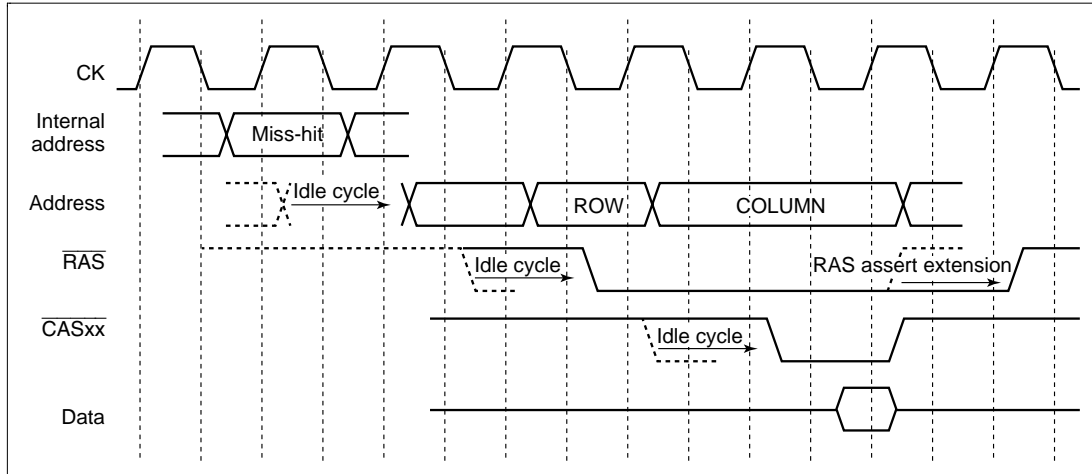 CK
Internal
address
Miss-hit
Address
Idle cycle
ROW
COLUMN
RAS
Idle cycle
RAS assert extension
CASxx
Idle cycle
Data